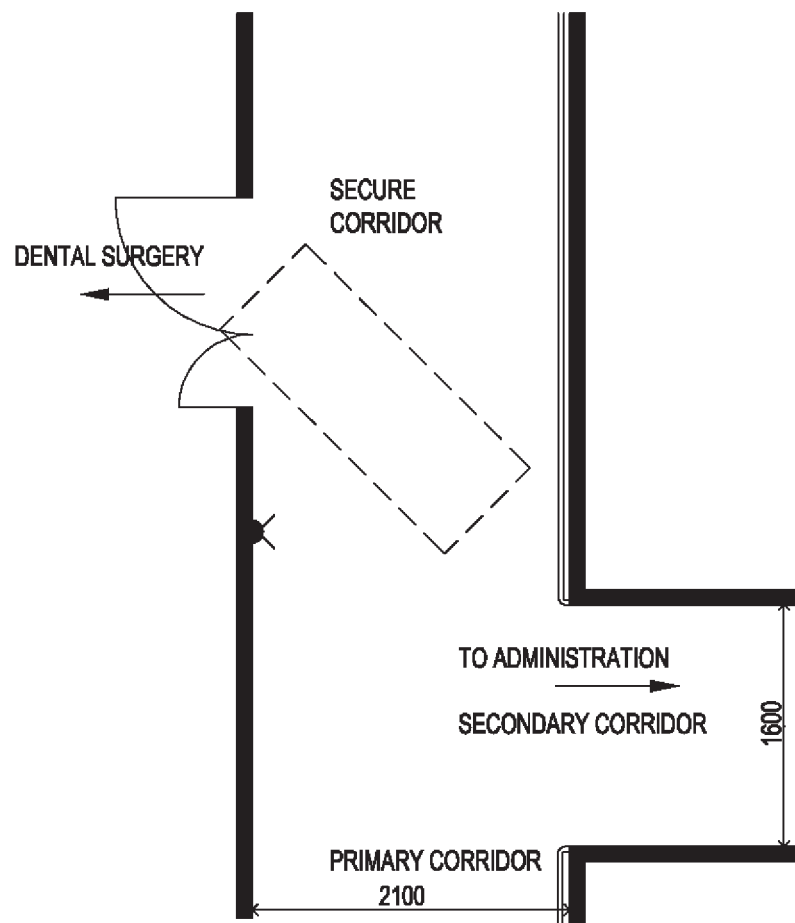 SECURE
CORRIDOR
DENTAL SURGERY
TO ADMINISTRATION
SECONDARY CORRIDOR
1600
PRIMARY CORRIDOR
2100